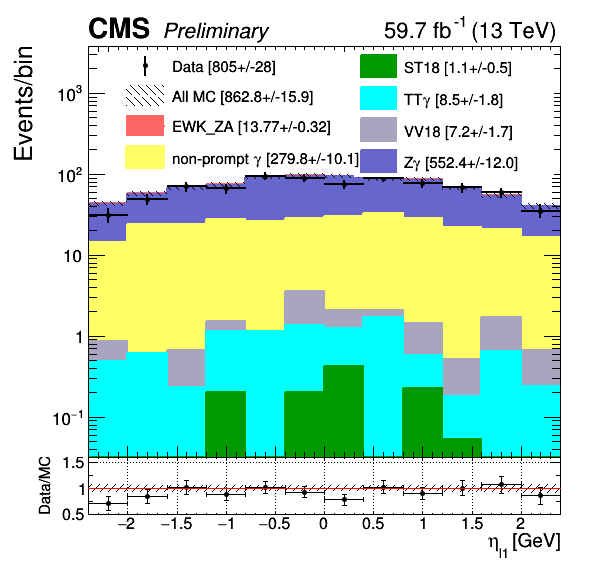 CMS Preliminary 59.7 fb⁻¹ (13 TeV)
Events/bin
Data [805+/-28]
All MC [862.8+/-15.9]
EWK_ZA [13.77+/-0.32]
non-prompt γ [279.8+/-10.1]
ST18 [1.1+/-0.5]
TTγ [8.5+/-1.8]
VV18 [7.2+/-1.7]
Zγ [552.4+/-12.0]
10³
10²
10
1
10⁻¹
Data/MC
1.5
1
0.5
−2 −1.5 −1 −0.5 0 0.5 1 1.5 2
η_l1 [GeV]